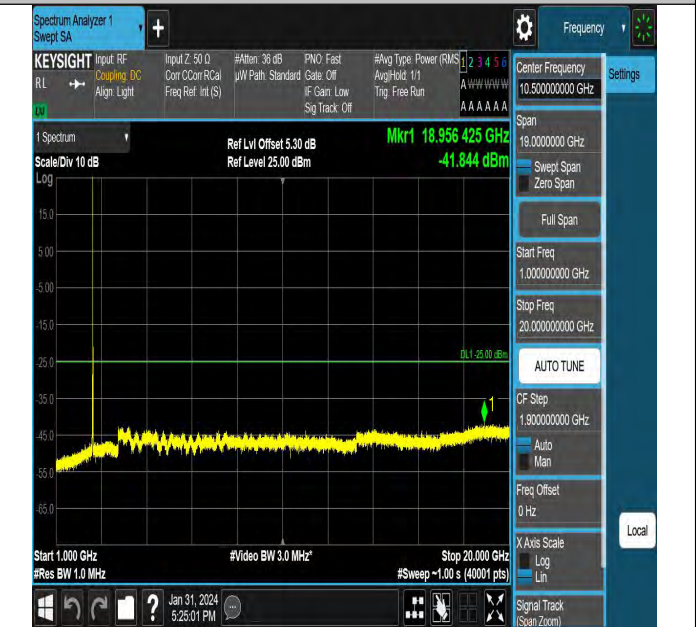 Spectrum Analyzer 1
Swept SA
+
Frequency
KEYSIGHT
RL
Input: RF
Coupling: DC
Align: Light
Input Z: 50 Ω
Corr CCorr RCal
Freq Ref: Int (S)
#Atten: 36 dB
µW Path: Standard
PNO: Fast
Gate: Off
IF Gain: Low
Sig Track: Off
#Avg Type: Power (RMS
Avg|Hold: 1/1
Trig: Free Run
1 2 3 4 5 6
A W W W W W
A A A A A A
1 Spectrum
Scale/Div 10 dB
Log
Ref Lvl Offset 5.30 dB
Ref Level 25.00 dBm
Mkr1 18.956 425 GHz
-41.844 dBm
15.0
5.00
-5.00
-15.0
-25.0
-35.0
-45.0
-55.0
-65.0
DL1 -25.00 dBm
1
Start 1.000 GHz
#Res BW 1.0 MHz
#Video BW 3.0 MHz*
Stop 20.000 GHz
#Sweep ~1.00 s (40001 pts)
Center Frequency
10.500000000 GHz
Settings
Span
19.0000000 GHz
Swept Span
Zero Span
Full Span
Start Freq
1.000000000 GHz
Stop Freq
20.000000000 GHz
AUTO TUNE
CF Step
1.900000000 GHz
Auto
Man
Freq Offset
0 Hz
X Axis Scale
Log
Lin
Local
Signal Track
(Span Zoom)
?
Jan 31, 2024
5:25:01 PM